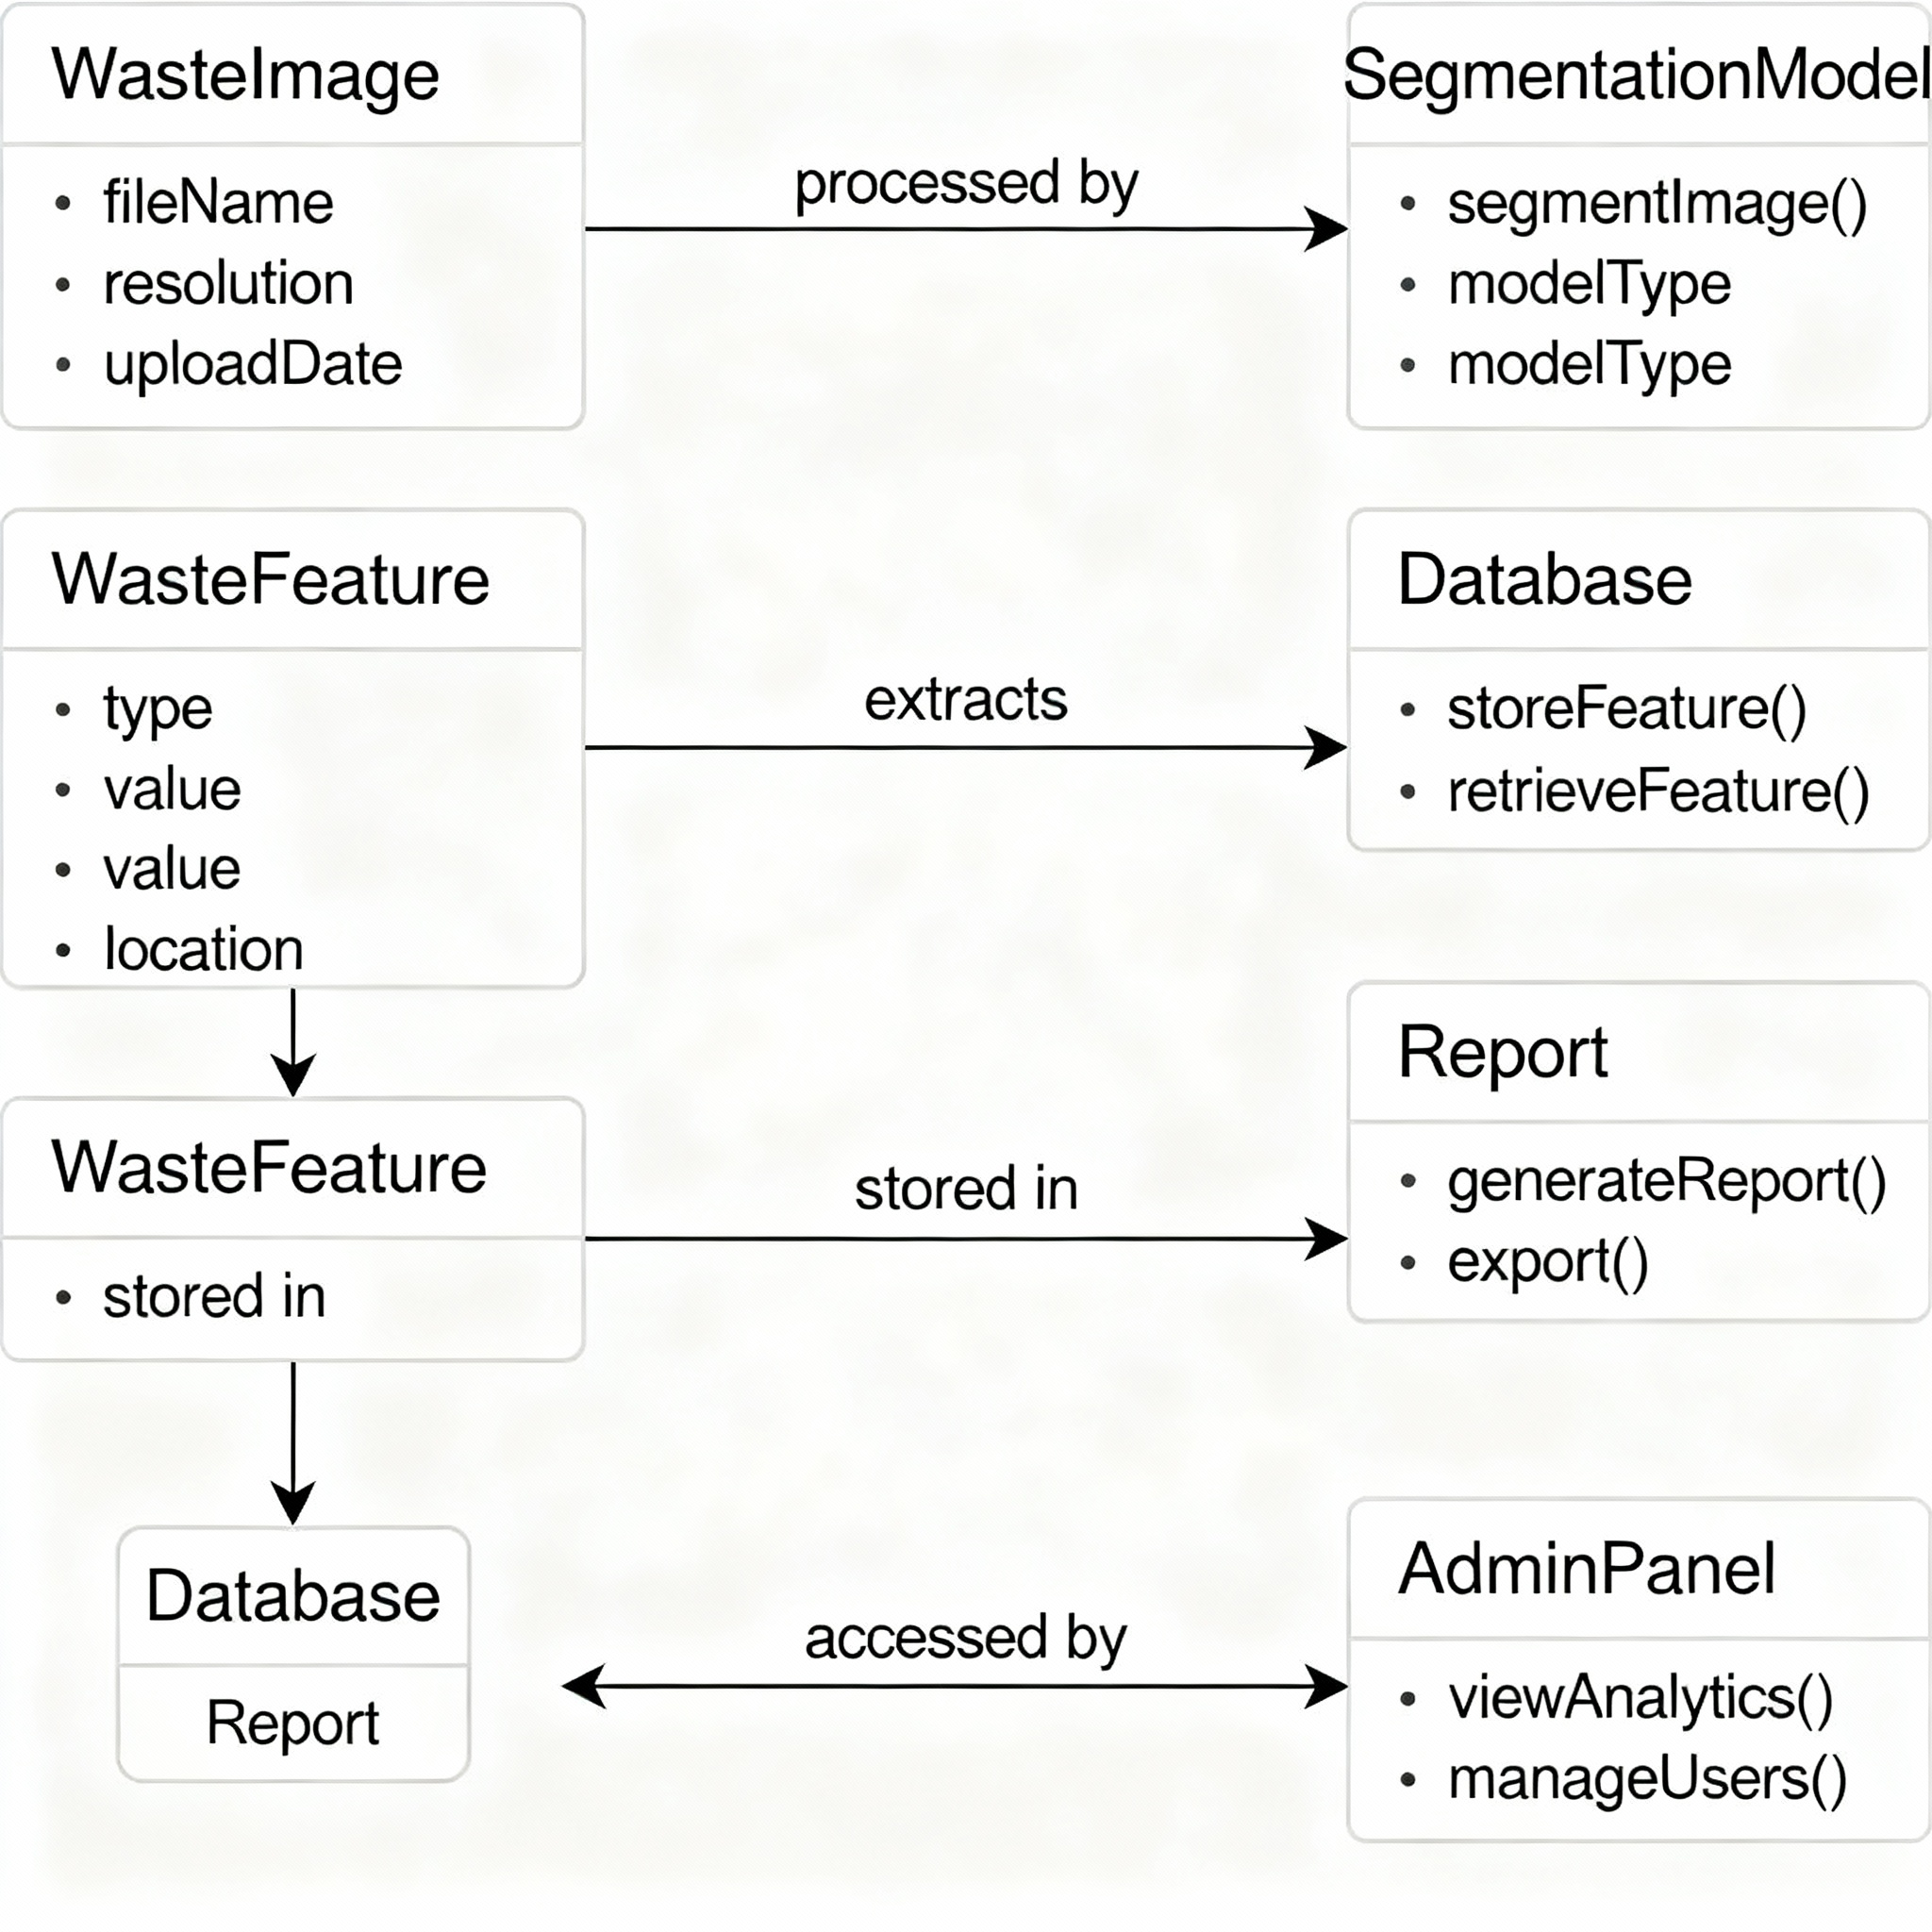 WasteImage
fileName
resolution
uploadDate
processed by
SegmentationModel
segmentImage()
modelType
modelType
WasteFeature
type
value
value
location
extracts
Database
storeFeature()
retrieveFeature()
WasteFeature
stored in
stored in
Report
generateReport()
export()
Database
Report
accessed by
AdminPanel
viewAnalytics()
manageUsers()